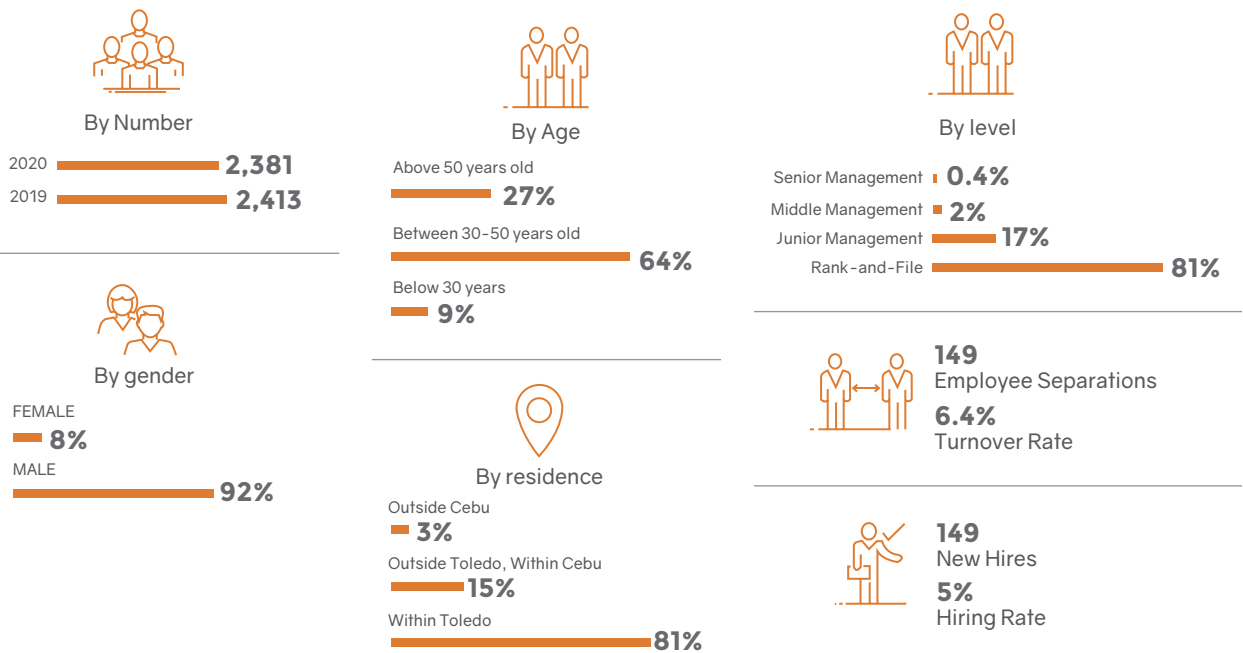 By Number
2020 2,381
2019 2,413
By gender
FEMALE
8%
MALE
92%
By Age
Above 50 years old
27%
Between 30-50 years old
64%
Below 30 years
9%
By residence
Outside Cebu
3%
Outside Toledo, Within Cebu
15%
Within Toledo
81%
By level
Senior Management 0.4%
Middle Management 2%
Junior Management 17%
Rank-and-File 81%
149
Employee Separations
6.4%
Turnover Rate
149
New Hires
5%
Hiring Rate